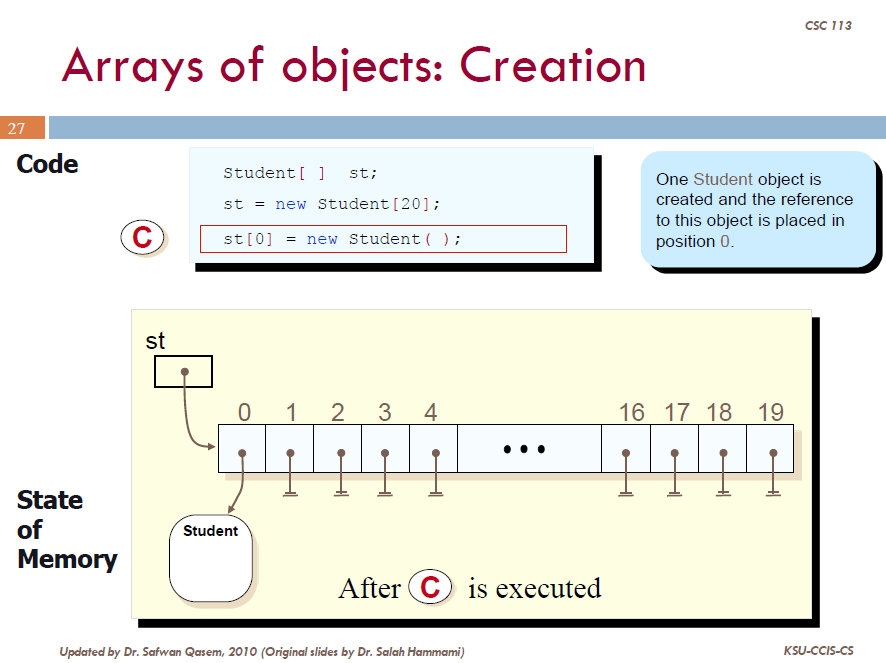 CSC 113
Arrays of objects: Creation
27
Code
Student[ ]  st;
st = new Student[20];
C
st[0] = new Student( );
One Student object is
created and the reference
to this object is placed in
position 0.
st
0 1 2 3 4 16 17 18 19
• • •
State
of
Memory
Student
After C is executed
Updated by Dr. Safwan Qasem, 2010 (Original slides by Dr. Salah Hammami)
KSU-CCIS-CS